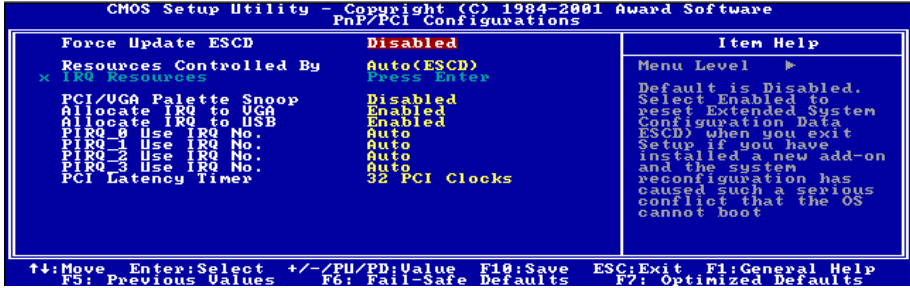 CMOS Setup Utility - Copyright (C) 1984-2001 Award Software
PnP/PCI Configurations
Force Update ESCD Disabled
Resources Controlled By Auto(ESCD)
x IRQ Resources Press Enter
PCI/VGA Palette Snoop Disabled
Allocate IRQ to VGA Enabled
Allocate IRQ to USB Enabled
PIRQ_0 Use IRQ No. Auto
PIRQ_1 Use IRQ No. Auto
PIRQ_2 Use IRQ No. Auto
PIRQ_3 Use IRQ No. Auto
PCI Latency Timer 32 PCI Clocks
Item Help
Menu Level ▶
Default is Disabled.
Select Enabled to
reset Extended System
Configuration Data
ESCD) when you exit
Setup if you have
installed a new add-on
and the system
reconfiguration has
caused such a serious
conflict that the OS
cannot boot
↑↓:Move Enter:Select +/-/PU/PD:Value F10:Save ESC:Exit F1:General Help
F5: Previous Values F6: Fail-Safe Defaults F7: Optimized Defaults